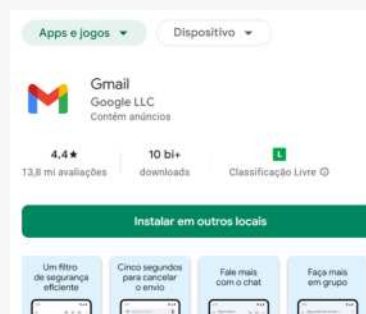 Apps e jogos
Dispositivo
Gmail
Google LLC
Contém anúncios
4,4★
10 bi+
L
13,8 mi avaliações
downloads
Classificação Livre
Instalar em outros locais
Um filtro
de segurança
eficiente
Cinco segundos
para cancelar
o envio
Fale mais
com o chat
Faça mais
em grupo